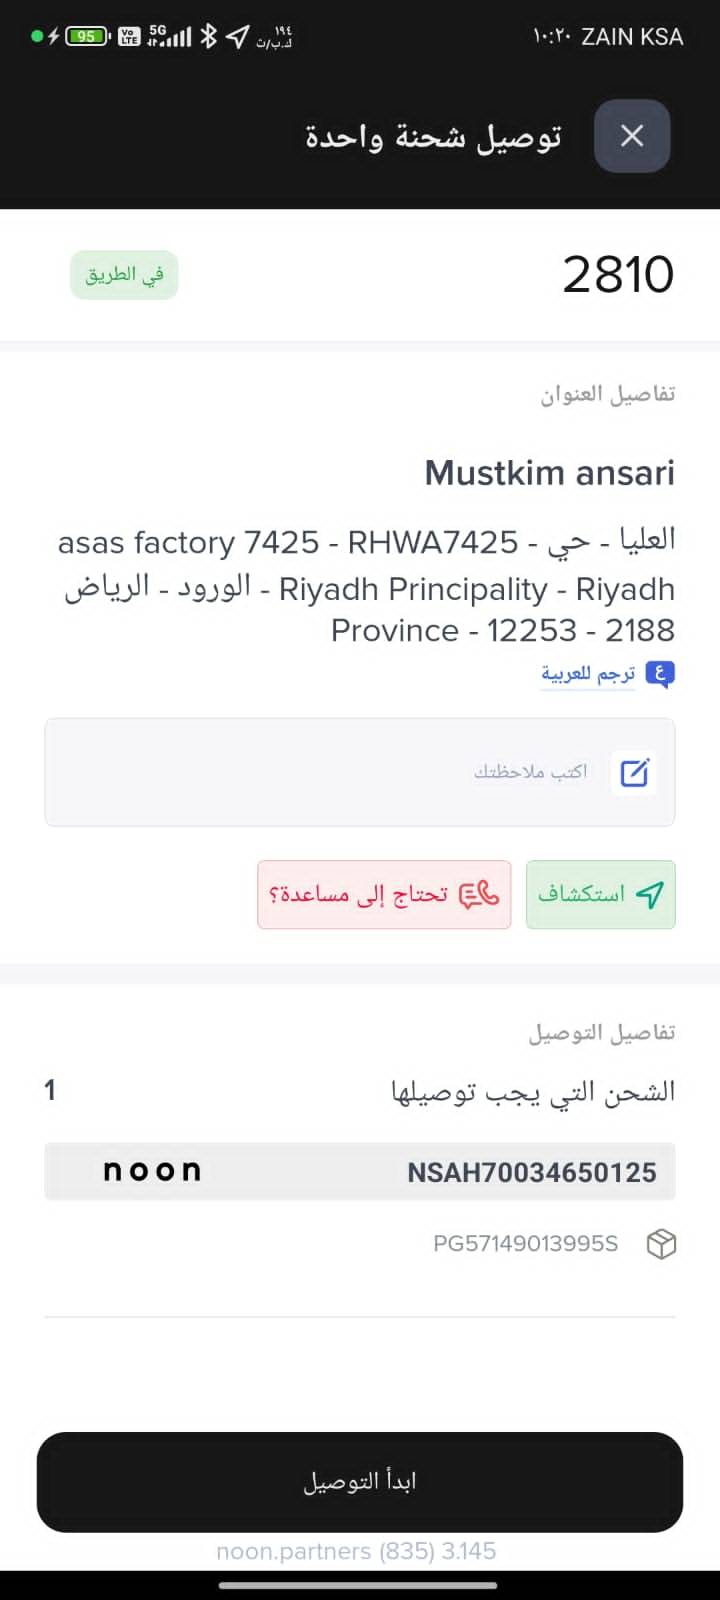 ١٠:٢٠ ZAIN KSA
95 Vo LTE 5G ١٩٤ ك.ب/ث
توصيل شحنة واحدة
2810
في الطريق
تفاصيل العنوان
Mustkim ansari
asas factory 7425 - RHWA7425 - العليا - حي
الورود - الرياض - Riyadh Principality - Riyadh
Province - 12253 - 2188
ع ترجم للعربية
اكتب ملاحظتك
استكشاف
تحتاج إلى مساعدة؟
تفاصيل التوصيل
الشحن التي يجب توصيلها 1
NSAH70034650125 noon
PG57149013995S
ابدأ التوصيل
noon.partners (835) 3.145